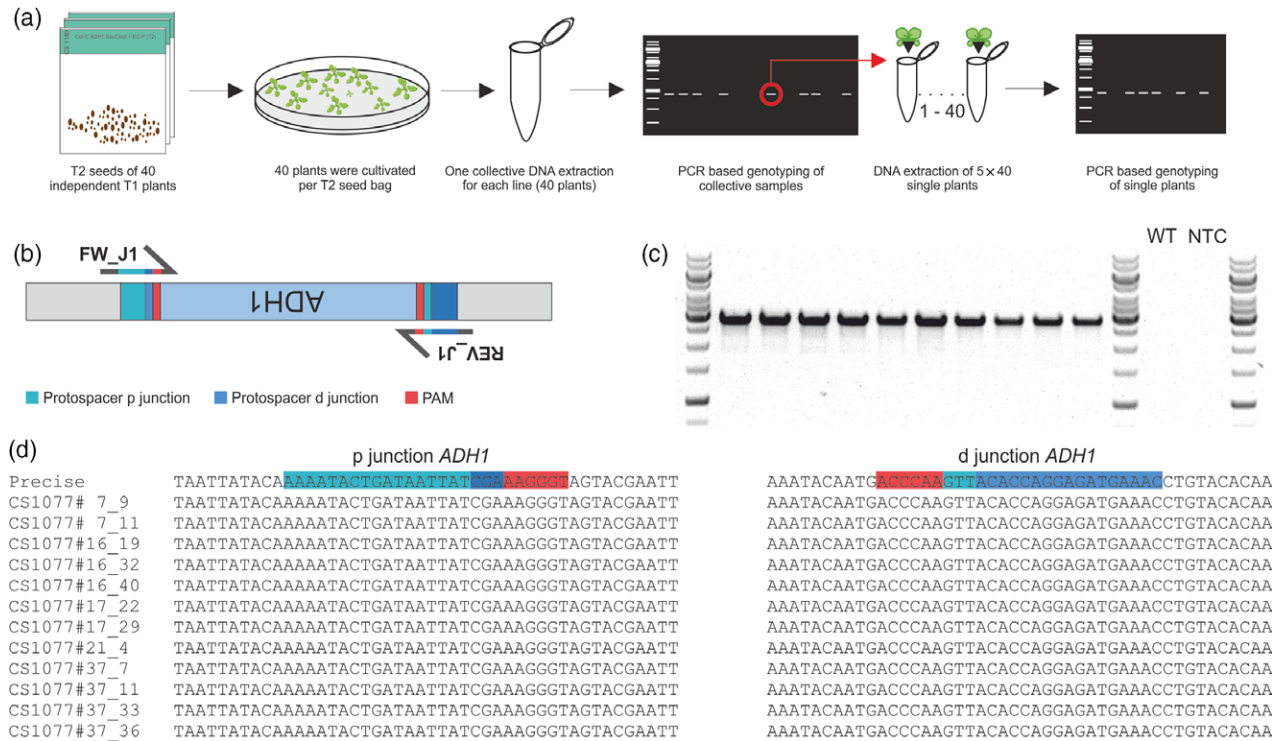 (a)
CS 1160
T2 seeds of 40
independent T1 plants
40 plants were cultivated
per T2 seed bag
One collective DNA extraction
for each line (40 plants)
PCR based genotyping of
collective samples
1 - 40
DNA extraction of 5 × 40
single plants
PCR based genotyping
of single plants
(b)
FW_J1
ADH1
REV_J1
Protospacer p junction
Protospacer d junction
PAM
(c)
WT NTC
(d)
p junction ADH1
d junction ADH1
Precise TAATTATACAAAAATACTGATAATTATCGAAAGGGTAGTACGAATT AAATACAATGACCCAAGTTACACCAGGAGATGAAACCTGTACACAA
CS1077# 7_9 TAATTATACAAAAATACTGATAATTATCGAAAGGGTAGTACGAATT AAATACAATGACCCAAGTTACACCAGGAGATGAAACCTGTACACAA
CS1077# 7_11 TAATTATACAAAAATACTGATAATTATCGAAAGGGTAGTACGAATT AAATACAATGACCCAAGTTACACCAGGAGATGAAACCTGTACACAA
CS1077#16_19 TAATTATACAAAAATACTGATAATTATCGAAAGGGTAGTACGAATT AAATACAATGACCCAAGTTACACCAGGAGATGAAACCTGTACACAA
CS1077#16_32 TAATTATACAAAAATACTGATAATTATCGAAAGGGTAGTACGAATT AAATACAATGACCCAAGTTACACCAGGAGATGAAACCTGTACACAA
CS1077#16_40 TAATTATACAAAAATACTGATAATTATCGAAAGGGTAGTACGAATT AAATACAATGACCCAAGTTACACCAGGAGATGAAACCTGTACACAA
CS1077#17_22 TAATTATACAAAAATACTGATAATTATCGAAAGGGTAGTACGAATT AAATACAATGACCCAAGTTACACCAGGAGATGAAACCTGTACACAA
CS1077#17_29 TAATTATACAAAAATACTGATAATTATCGAAAGGGTAGTACGAATT AAATACAATGACCCAAGTTACACCAGGAGATGAAACCTGTACACAA
CS1077#21_4 TAATTATACAAAAATACTGATAATTATCGAAAGGGTAGTACGAATT AAATACAATGACCCAAGTTACACCAGGAGATGAAACCTGTACACAA
CS1077#37_7 TAATTATACAAAAATACTGATAATTATCGAAAGGGTAGTACGAATT AAATACAATGACCCAAGTTACACCAGGAGATGAAACCTGTACACAA
CS1077#37_11 TAATTATACAAAAATACTGATAATTATCGAAAGGGTAGTACGAATT AAATACAATGACCCAAGTTACACCAGGAGATGAAACCTGTACACAA
CS1077#37_33 TAATTATACAAAAATACTGATAATTATCGAAAGGGTAGTACGAATT AAATACAATGACCCAAGTTACACCAGGAGATGAAACCTGTACACAA
CS1077#37_36 TAATTATACAAAAATACTGATAATTATCGAAAGGGTAGTACGAATT AAATACAATGACCCAAGTTACACCAGGAGATGAAACCTGTACACAA